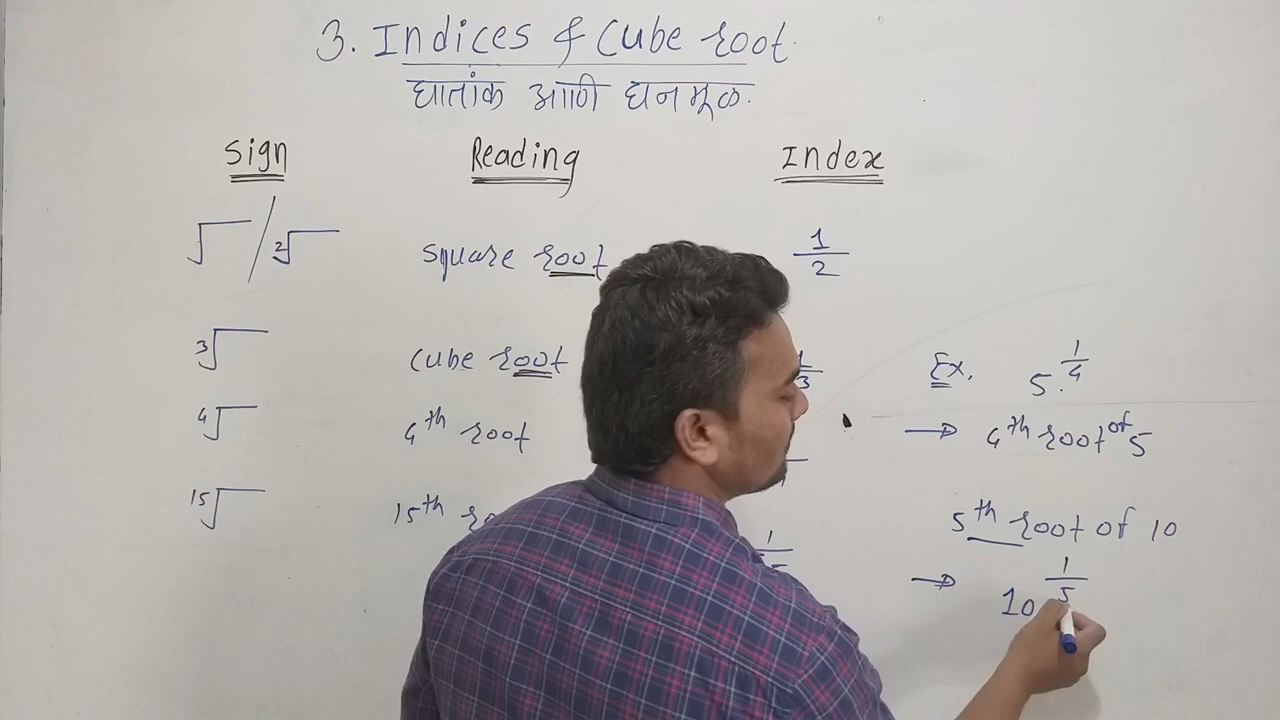 3. Indices & Cube root.
घातांक आणि घनमूळ.
Sign Reading Index
√ / ²√ square root 1/2
³√ cube root 1/3
⁴√ 4th root
¹⁵√ 15th
Ex. 5^1/4
→ 4th root of 5
5th root of 10
→ 10^1/5